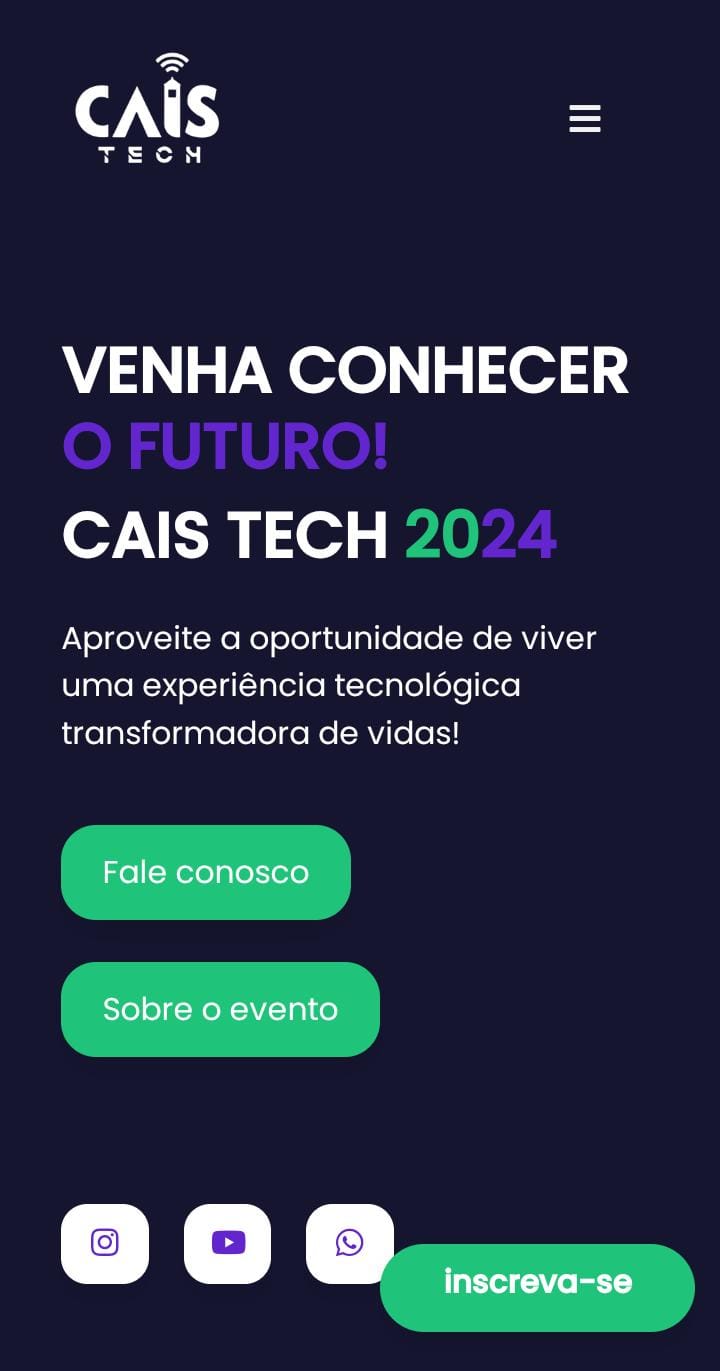 CAIS
TECH
VENHA CONHECER
O FUTURO!
CAIS TECH 2024
Aproveite a oportunidade de viver
uma experiência tecnológica
transformadora de vidas!
Fale conosco
Sobre o evento
inscreva-se